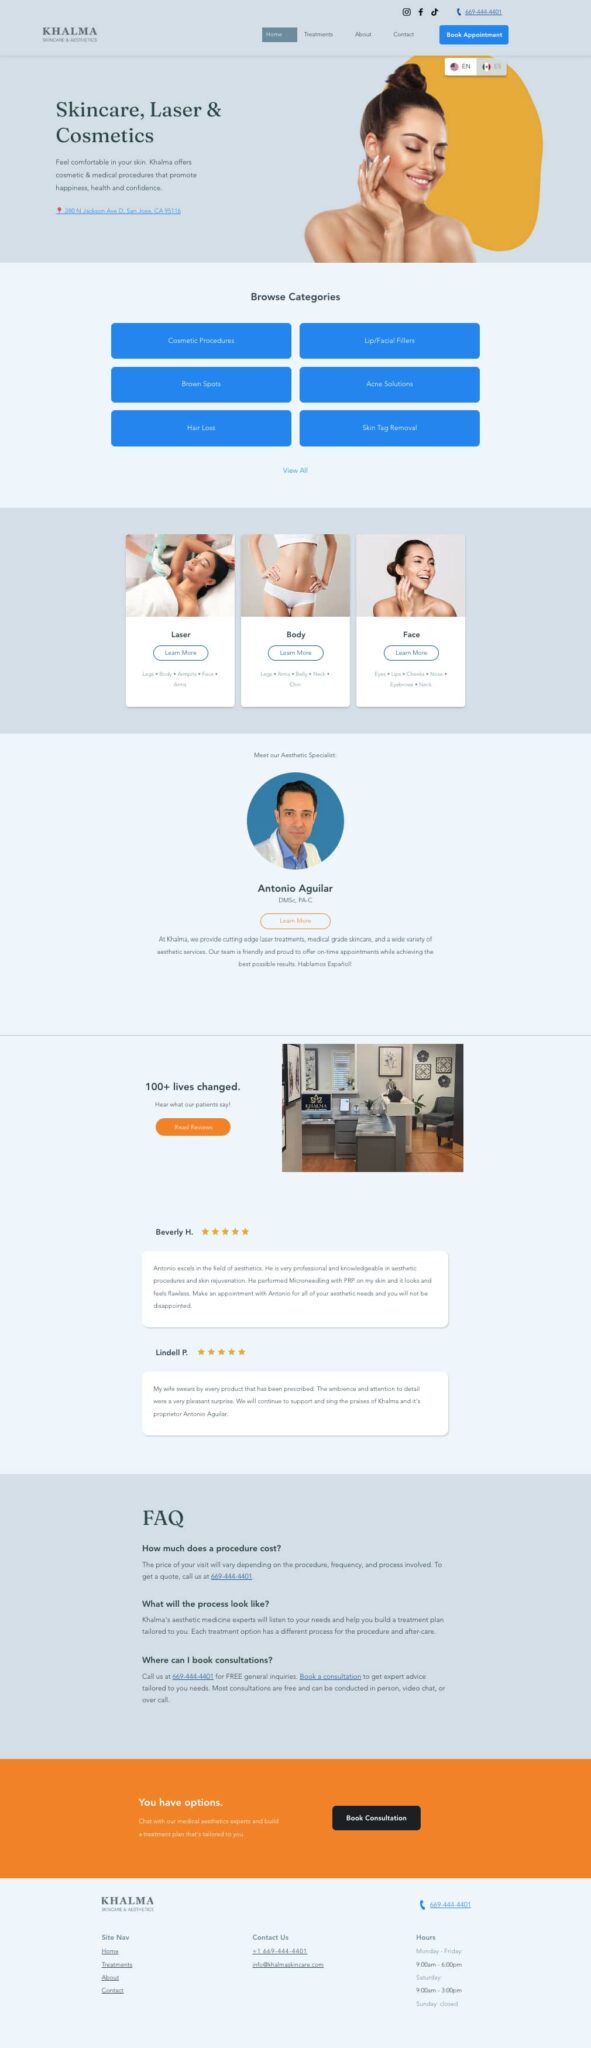 669-444-4401
KHALMA
SKINCARE & AESTHETICS
Home
Treatments
About
Contact
Book Appointment
EN
ES
Skincare, Laser &
Cosmetics
Feel comfortable in your skin. Khalma offers
cosmetic & medical procedures that promote
happiness, health and confidence.
380 N Jackson Ave D, San Jose, CA 95116
Browse Categories
Cosmetic Procedures
Lip/Facial Fillers
Brown Spots
Acne Solutions
Hair Loss
Skin Tag Removal
View All
Laser
Learn More
Legs • Body • Armpits • Face •
Arms
Body
Learn More
Legs • Arms • Belly • Neck •
Chin
Face
Learn More
Eyes • Lips • Cheeks • Nose •
Eyebrows • Neck
Meet our Aesthetic Specialist:
Antonio Aguilar
DMSc, PA-C
Learn More
At Khalma, we provide cutting edge laser treatments, medical grade skincare, and a wide variety of
aesthetic services. Our team is friendly and proud to offer on-time appointments while achieving the
best possible results. Hablamos Español!
100+ lives changed.
Hear what our patients say!
Read Reviews
KHALMA
Beverly H.
Antonio excels in the field of aesthetics. He is very professional and knowledgeable in aesthetic
procedures and skin rejuvenation. He performed Microneedling with PRP on my skin and it looks and
feels flawless. Make an appointment with Antonio for all of your aesthetic needs and you will not be
disappointed.
Lindell P.
My wife swears by every product that has been prescribed. The ambience and attention to detail
were a very pleasant surprise. We will continue to support and sing the praises of Khalma and it's
proprietor Antonio Aguilar.
FAQ
How much does a procedure cost?
The price of your visit will vary depending on the procedure, frequency, and process involved. To
get a quote, call us at 669-444-4401.
What will the process look like?
Khalma's aesthetic medicine experts will listen to your needs and help you build a treatment plan
tailored to you. Each treatment option has a different process for the procedure and after-care.
Where can I book consultations?
Call us at 669-444-4401 for FREE general inquiries. Book a consultation to get expert advice
tailored to you needs. Most consultations are free and can be conducted in person, video chat, or
over call.
You have options.
Chat with our medical aesthetics experts and build
a treatment plan that's tailored to you.
Book Consultation
KHALMA
SKINCARE & AESTHETICS
669-444-4401
Site Nav
Home
Treatments
About
Contact
Contact Us
+1 669-444-4401
info@khalmaskincare.com
Hours
Monday - Friday:
9:00am - 6:00pm
Saturday:
9:00am - 3:00pm
Sunday: closed